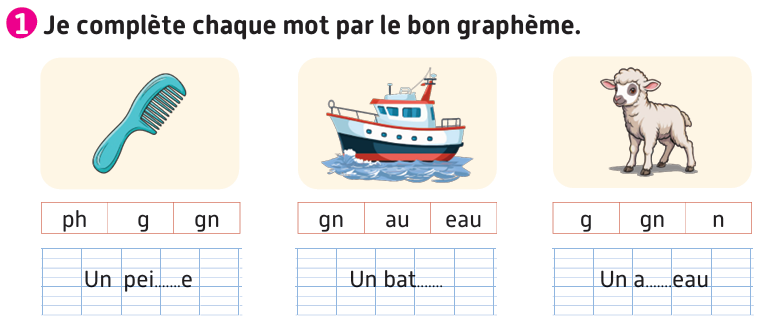 1 Je complète chaque mot par le bon graphème.
ph g gn
gn au eau
g gn n
Un pei.......e
Un bat.......
Un a.......eau